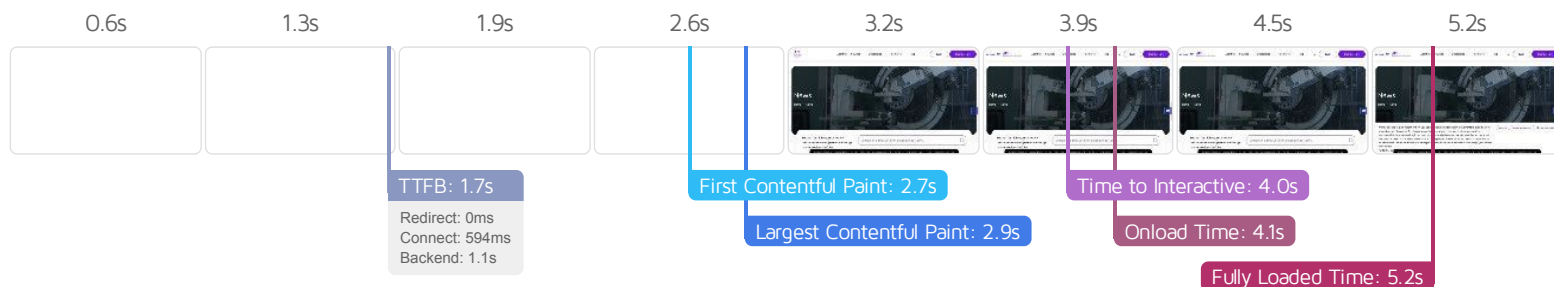 0.6s
1.3s
1.9s
2.6s
3.2s
3.9s
4.5s
5.2s
TTFB: 1.7s
Redirect: 0ms
Connect: 594ms
Backend: 1.1s
First Contentful Paint: 2.7s
Largest Contentful Paint: 2.9s
Time to Interactive: 4.0s
Onload Time: 4.1s
Fully Loaded Time: 5.2s